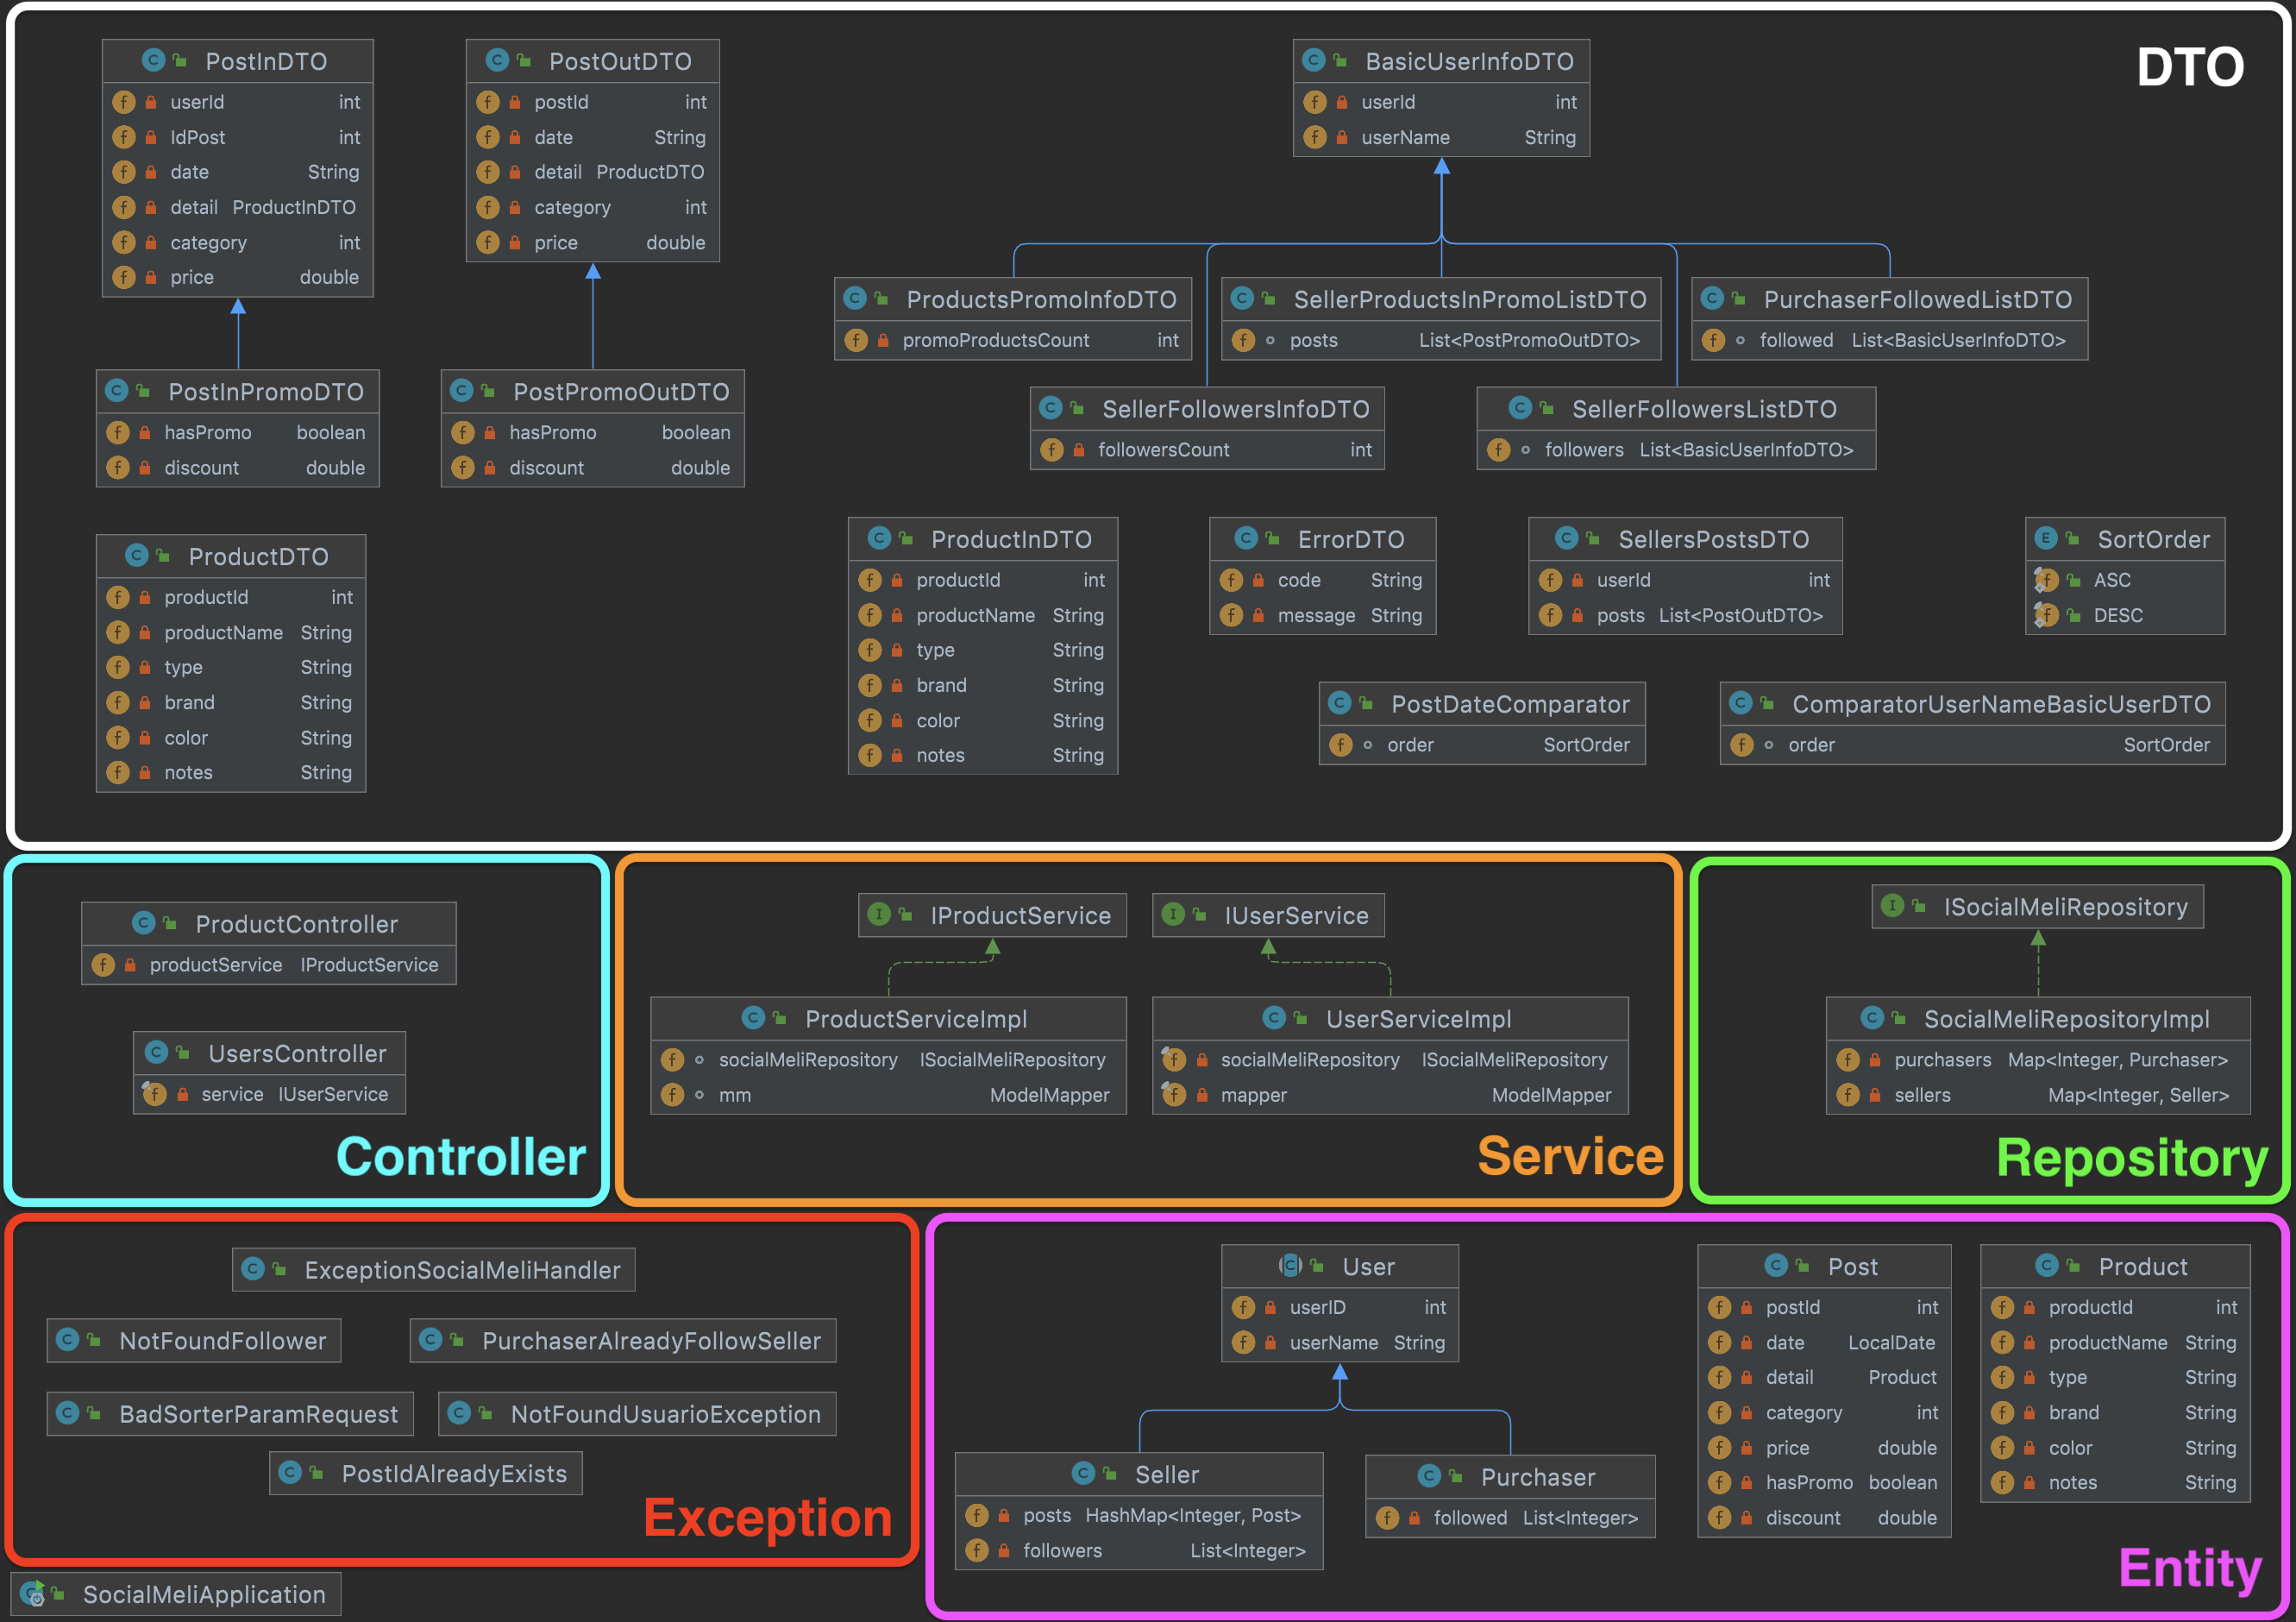 DTO
PostInDTO
userId int
IdPost int
date String
detail ProductInDTO
category int
price double
PostOutDTO
postId int
date String
detail ProductDTO
category int
price double
BasicUserInfoDTO
userId int
userName String
ProductsPromoInfoDTO
promoProductsCount int
SellerProductsInPromoListDTO
posts List<PostPromoOutDTO>
PurchaserFollowedListDTO
followed List<BasicUserInfoDTO>
PostInPromoDTO
hasPromo boolean
discount double
PostPromoOutDTO
hasPromo boolean
discount double
SellerFollowersInfoDTO
followersCount int
SellerFollowersListDTO
followers List<BasicUserInfoDTO>
ProductDTO
productId int
productName String
type String
brand String
color String
notes String
ProductInDTO
productId int
productName String
type String
brand String
color String
notes String
ErrorDTO
code String
message String
SellersPostsDTO
userId int
posts List<PostOutDTO>
SortOrder
ASC
DESC
PostDateComparator
order SortOrder
ComparatorUserNameBasicUserDTO
order SortOrder
ProductController
productService IProductService
UsersController
service IUserService
Controller
IProductService
IUserService
ProductServiceImpl
socialMeliRepository ISocialMeliRepository
mm ModelMapper
UserServiceImpl
socialMeliRepository ISocialMeliRepository
mapper ModelMapper
Service
ISocialMeliRepository
SocialMeliRepositoryImpl
purchasers Map<Integer, Purchaser>
sellers Map<Integer, Seller>
Repository
ExceptionSocialMeliHandler
NotFoundFollower
PurchaserAlreadyFollowSeller
BadSorterParamRequest
NotFoundUsuarioException
PostIdAlreadyExists
Exception
SocialMeliApplication
User
userID int
userName String
Seller
posts HashMap<Integer, Post>
followers List<Integer>
Purchaser
followed List<Integer>
Post
postId int
date LocalDate
detail Product
category int
price double
hasPromo boolean
discount double
Product
productId int
productName String
type String
brand String
color String
notes String
Entity